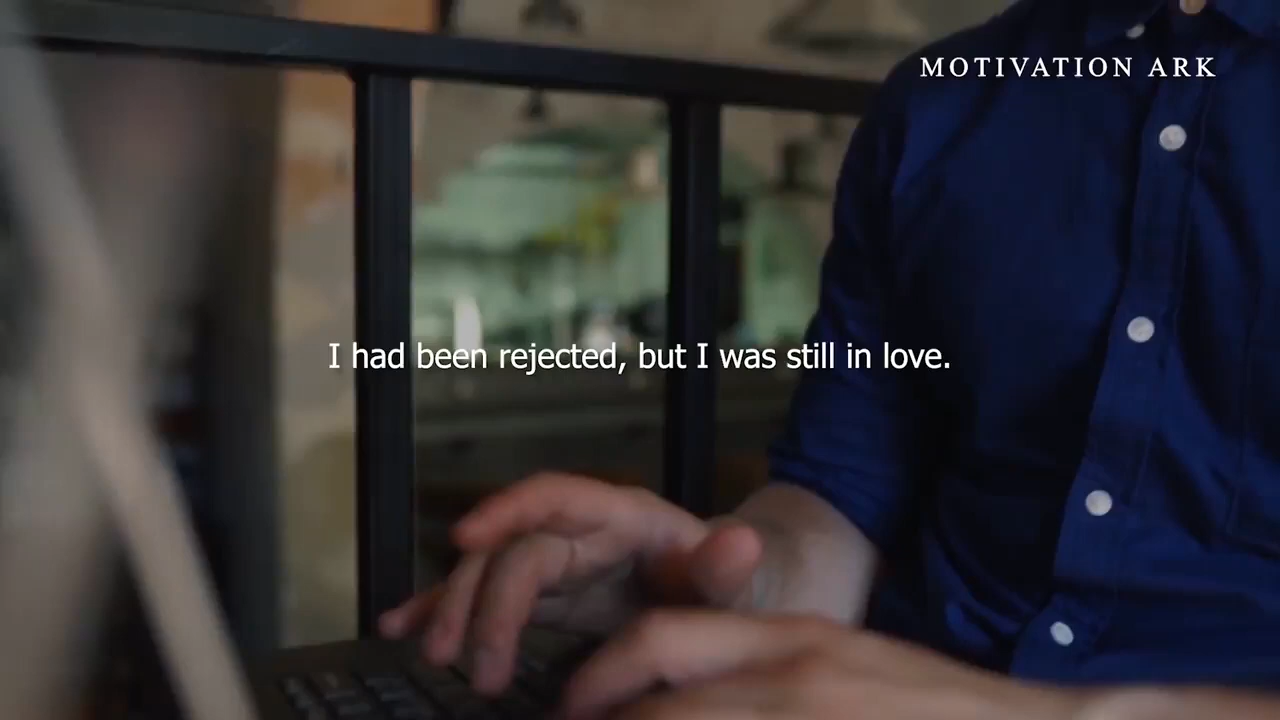 MOTIVATION ARK
I had been rejected, but I was still in love.